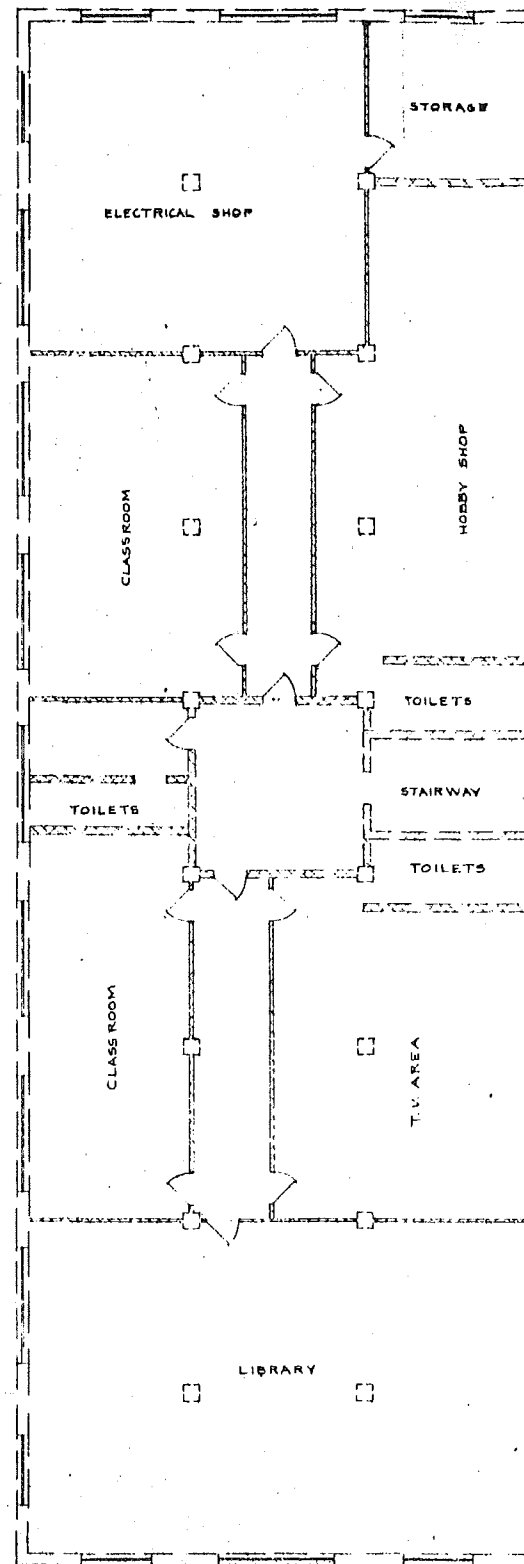 STORAGE
ELECTRICAL SHOP
HOBBY SHOP
CLASSROOM
TOILETS
STAIRWAY
TOILETS
TOILETS
CLASSROOM
T.V. AREA
LIBRARY